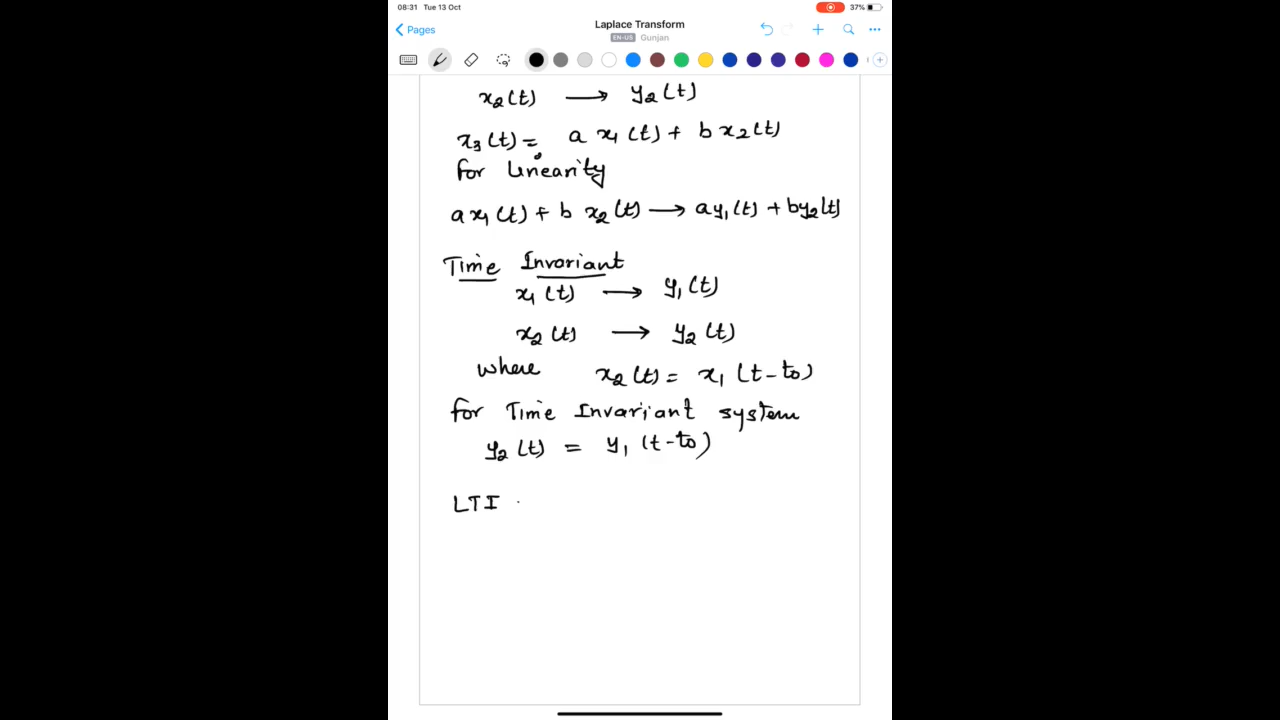 08:31 Tue 13 Oct
37%
Pages
Laplace Transform
EN-US Gunjan
x₂(t) → y₂(t)
x₃(t) = a x₁(t) + b x₂(t)
for linearity
a x₁(t) + b x₂(t) → a y₁(t) + b y₂(t)
Time Invariant
x₁(t) → y₁(t)
x₂(t) → y₂(t)
where x₂(t) = x₁(t-t₀)
for Time Invariant system
y₂(t) = y₁(t-t₀)
LTI